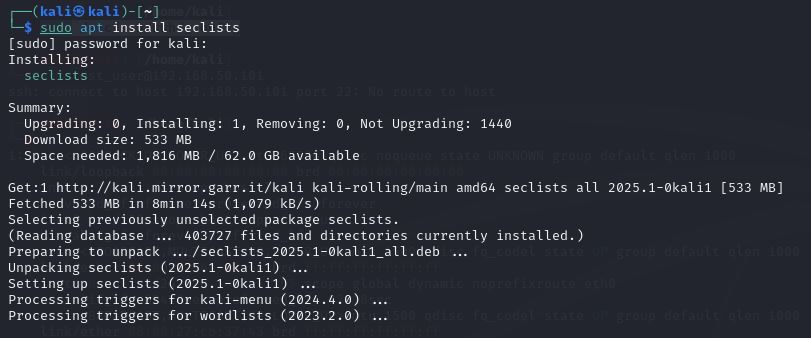 ┌──(kali㉿kali)-[~]
└─$ sudo apt install seclists
[sudo] password for kali:
Installing:
  seclists

Summary:
  Upgrading: 0, Installing: 1, Removing: 0, Not Upgrading: 1440
  Download size: 533 MB
  Space needed: 1,816 MB / 62.0 GB available

Get:1 http://kali.mirror.garr.it/kali kali-rolling/main amd64 seclists all 2025.1-0kali1 [533 MB]
Fetched 533 MB in 8min 14s (1,079 kB/s)
Selecting previously unselected package seclists.
(Reading database ... 403727 files and directories currently installed.)
Preparing to unpack .../seclists_2025.1-0kali1_all.deb ...
Unpacking seclists (2025.1-0kali1) ...
Setting up seclists (2025.1-0kali1) ...
Processing triggers for kali-menu (2024.4.0) ...
Processing triggers for wordlists (2023.2.0) ...